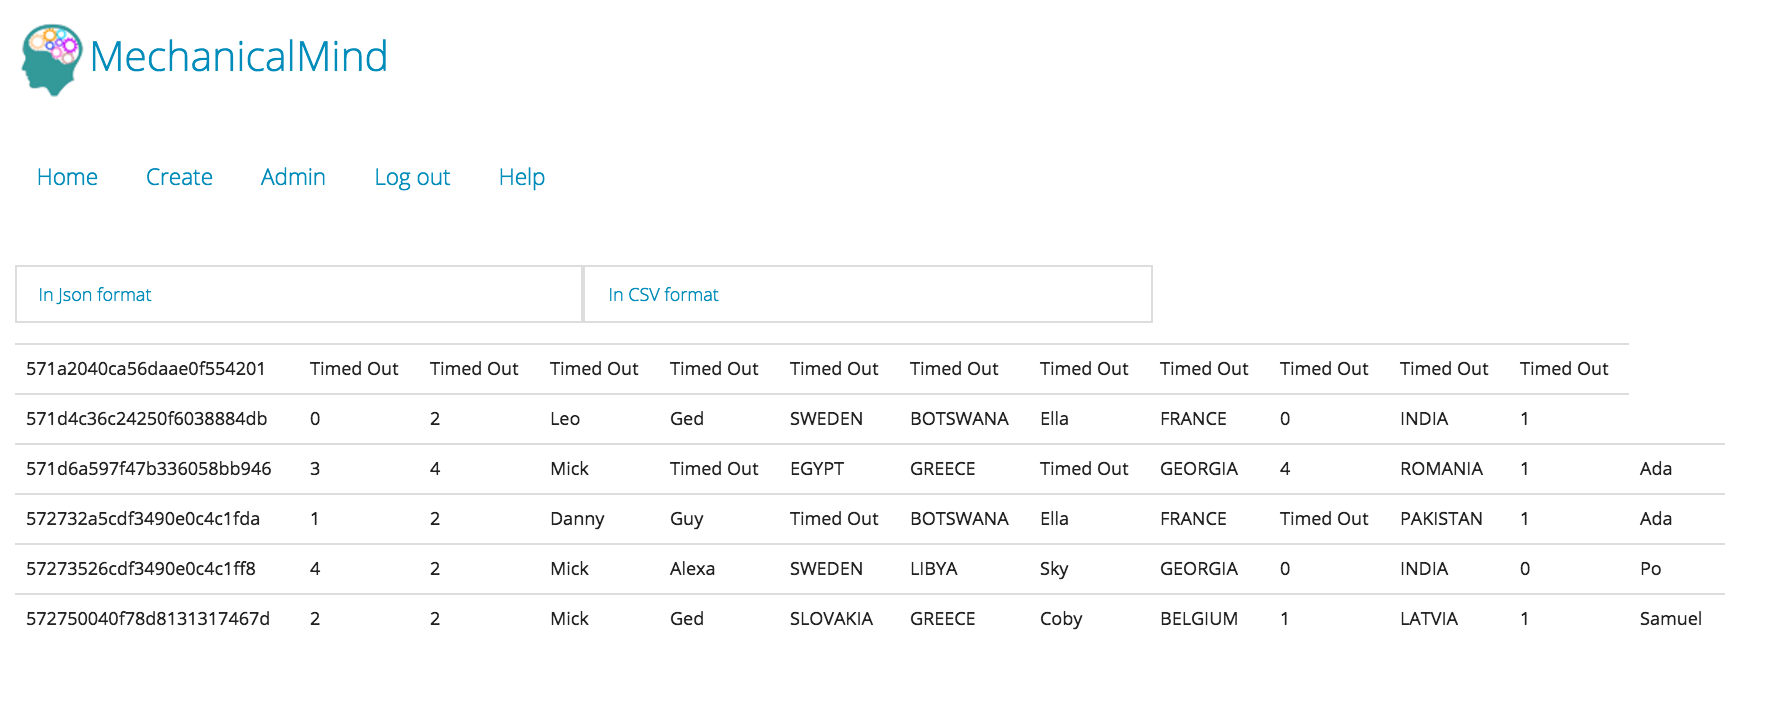 MechanicalMind
Home Create Admin Log out Help
In Json format In CSV format
571a2040ca56daae0f554201 Timed Out Timed Out Timed Out Timed Out Timed Out Timed Out Timed Out Timed Out Timed Out Timed Out Timed Out
571d4c36c24250f6038884db 0 2 Leo Ged SWEDEN BOTSWANA Ella FRANCE 0 INDIA 1
571d6a597f47b336058bb946 3 4 Mick Timed Out EGYPT GREECE Timed Out GEORGIA 4 ROMANIA 1 Ada
572732a5cdf3490e0c4c1fda 1 2 Danny Guy Timed Out BOTSWANA Ella FRANCE Timed Out PAKISTAN 1 Ada
57273526cdf3490e0c4c1ff8 4 2 Mick Alexa SWEDEN LIBYA Sky GEORGIA 0 INDIA 0 Po
572750040f78d8131317467d 2 2 Mick Ged SLOVAKIA GREECE Coby BELGIUM 1 LATVIA 1 Samuel